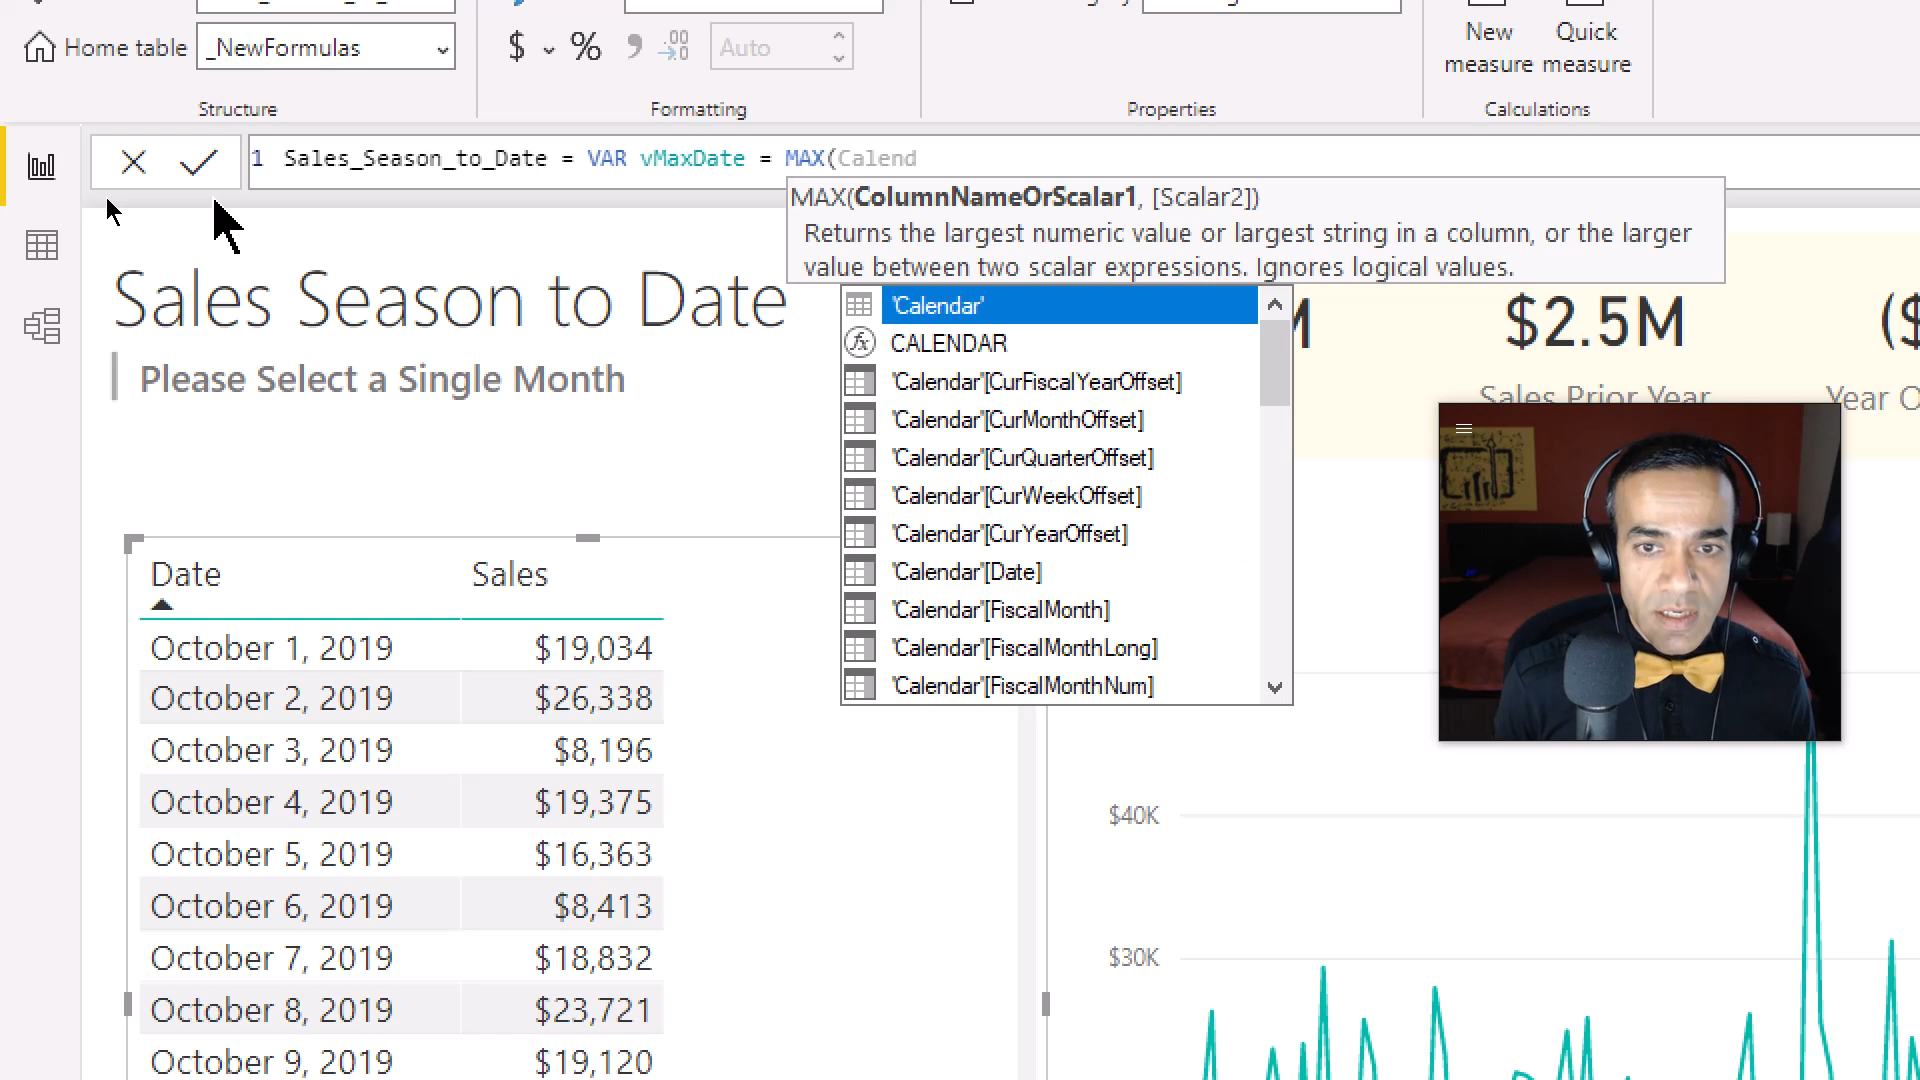 Home table
_NewFormulas
$ % .00 Auto
New measure
Quick measure
Structure
Formatting
Properties
Calculations
1 Sales_Season_to_Date = VAR vMaxDate = MAX(Calend
MAX(ColumnNameOrScalar1, [Scalar2])
Returns the largest numeric value or largest string in a column, or the larger
value between two scalar expressions. Ignores logical values.
Sales Season to Date
Please Select a Single Month
'Calendar'
CALENDAR
'Calendar'[CurFiscalYearOffset]
'Calendar'[CurMonthOffset]
'Calendar'[CurQuarterOffset]
'Calendar'[CurWeekOffset]
'Calendar'[CurYearOffset]
'Calendar'[Date]
'Calendar'[FiscalMonth]
'Calendar'[FiscalMonthLong]
'Calendar'[FiscalMonthNum]
M
$2.5M
($
Sales Prior Year
Year O
Date Sales
October 1, 2019 $19,034
October 2, 2019 $26,338
October 3, 2019 $8,196
October 4, 2019 $19,375
October 5, 2019 $16,363
October 6, 2019 $8,413
October 7, 2019 $18,832
October 8, 2019 $23,721
October 9, 2019 $19,120
$40K
$30K